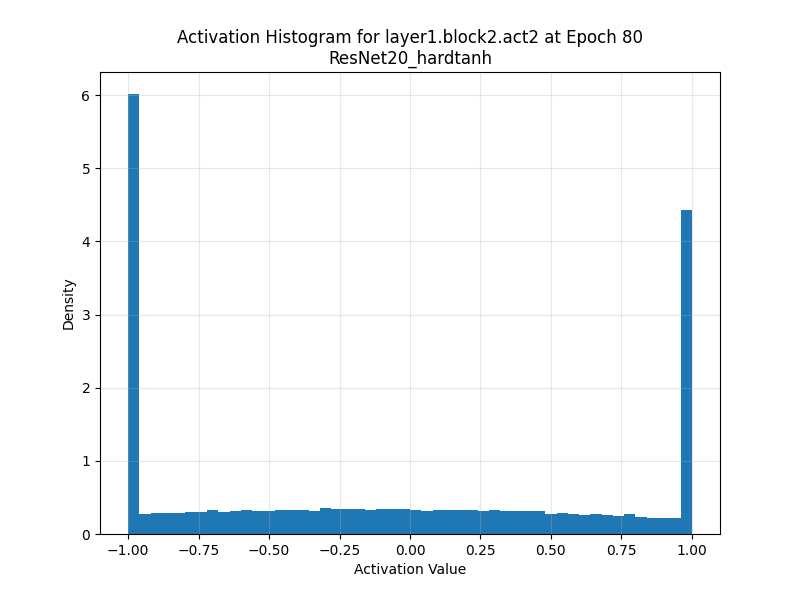 Activation Histogram for layer1.block2.act2 at Epoch 80
ResNet20_hardtanh
6
5
4
3
2
1
0
Density
−1.00 −0.75 −0.50 −0.25 0.00 0.25 0.50 0.75 1.00
Activation Value